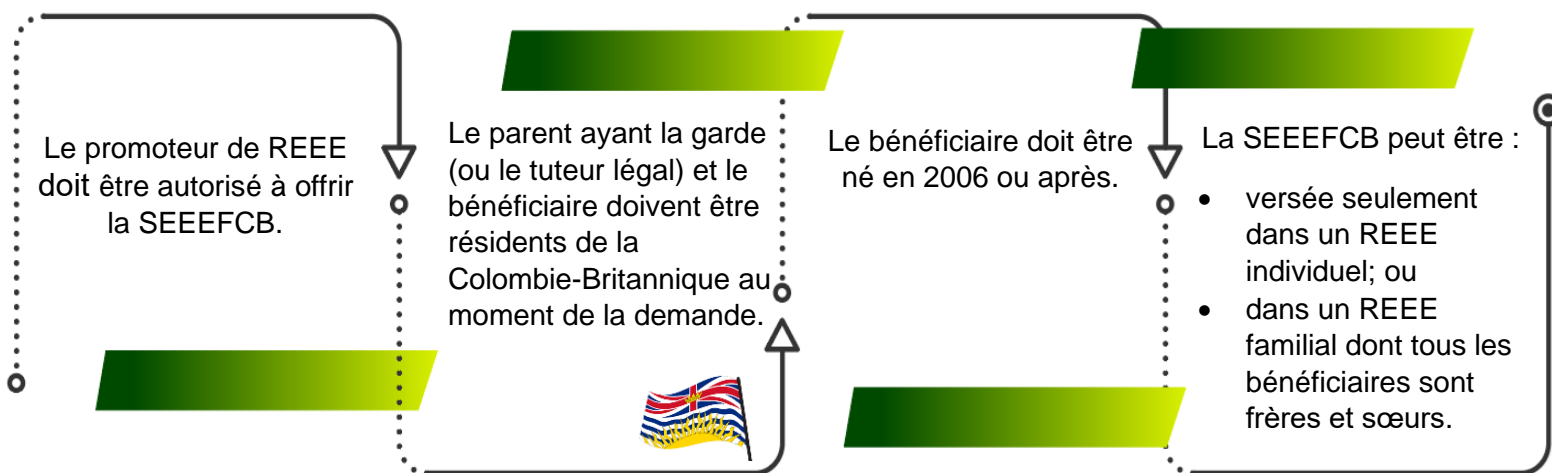 Le promoteur de REEE
doit être autorisé à offrir
la SEEEFCB.
Le parent ayant la garde
(ou le tuteur légal) et le
bénéficiaire doivent être
résidents de la
Colombie-Britannique au
moment de la demande.
Le bénéficiaire doit être
né en 2006 ou après.
La SEEEFCB peut être :
• versée seulement
dans un REEE
individuel; ou
• dans un REEE
familial dont tous les
bénéficiaires sont
frères et sœurs.